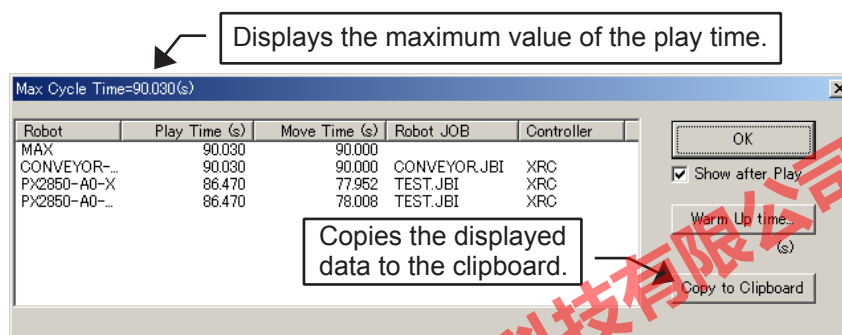 Displays the maximum value of the play time.
Max Cycle Time=90.030(s)
Robot Play Time (s) Move Time (s) Robot JOB Controller
MAX 90.030 90.000
CONVEYOR-... 90.030 90.000 CONVEYOR.JBI XRC
PX2850-A0-X 86.470 77.952 TEST.JBI XRC
PX2850-A0-... 86.470 78.008 TEST.JBI XRC
OK
Show after Play
Warm Up time...
(s)
Copies the displayed
data to the clipboard.
Copy to Clipboard
科技有限公司